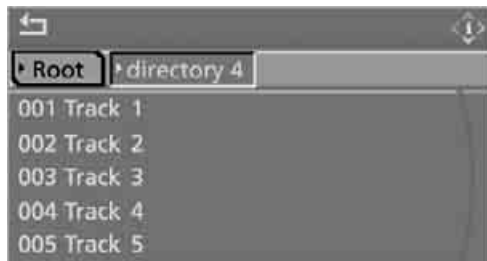 Root directory 4
001 Track 1
002 Track 2
003 Track 3
004 Track 4
005 Track 5